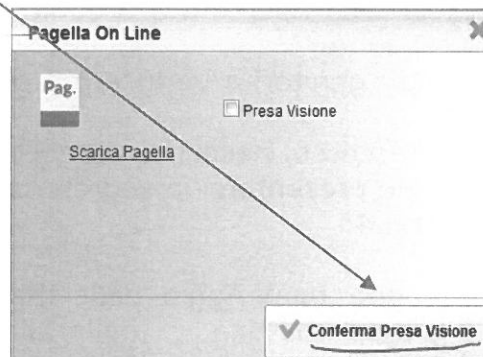 Pagella On Line
Pag.
Presa Visione
Scarica Pagella
Conferma Presa Visione